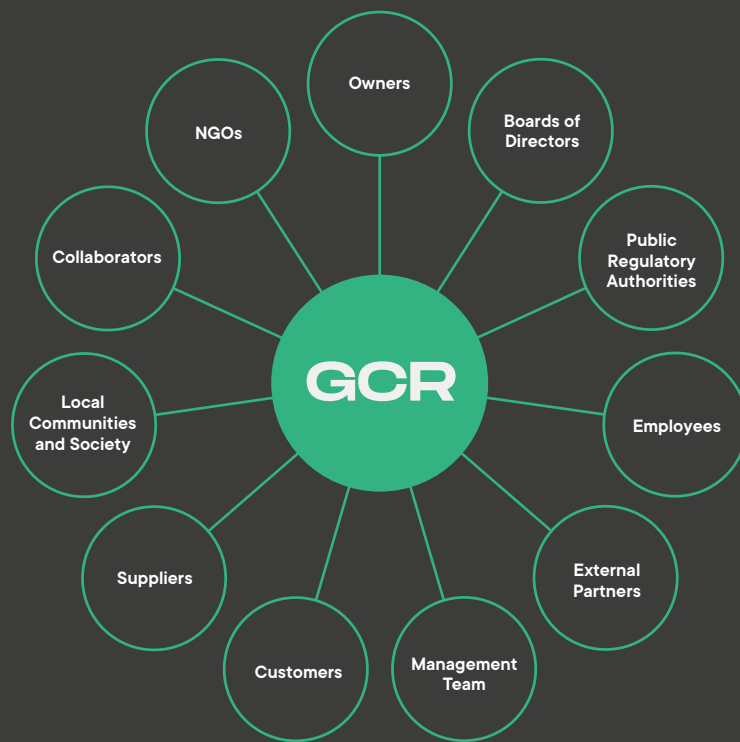 Owners
Boards of
Directors
Public
Regulatory
Authorities
Employees
External
Partners
Management
Team
Customers
Suppliers
Local
Communities
and Society
Collaborators
NGOs
GCR